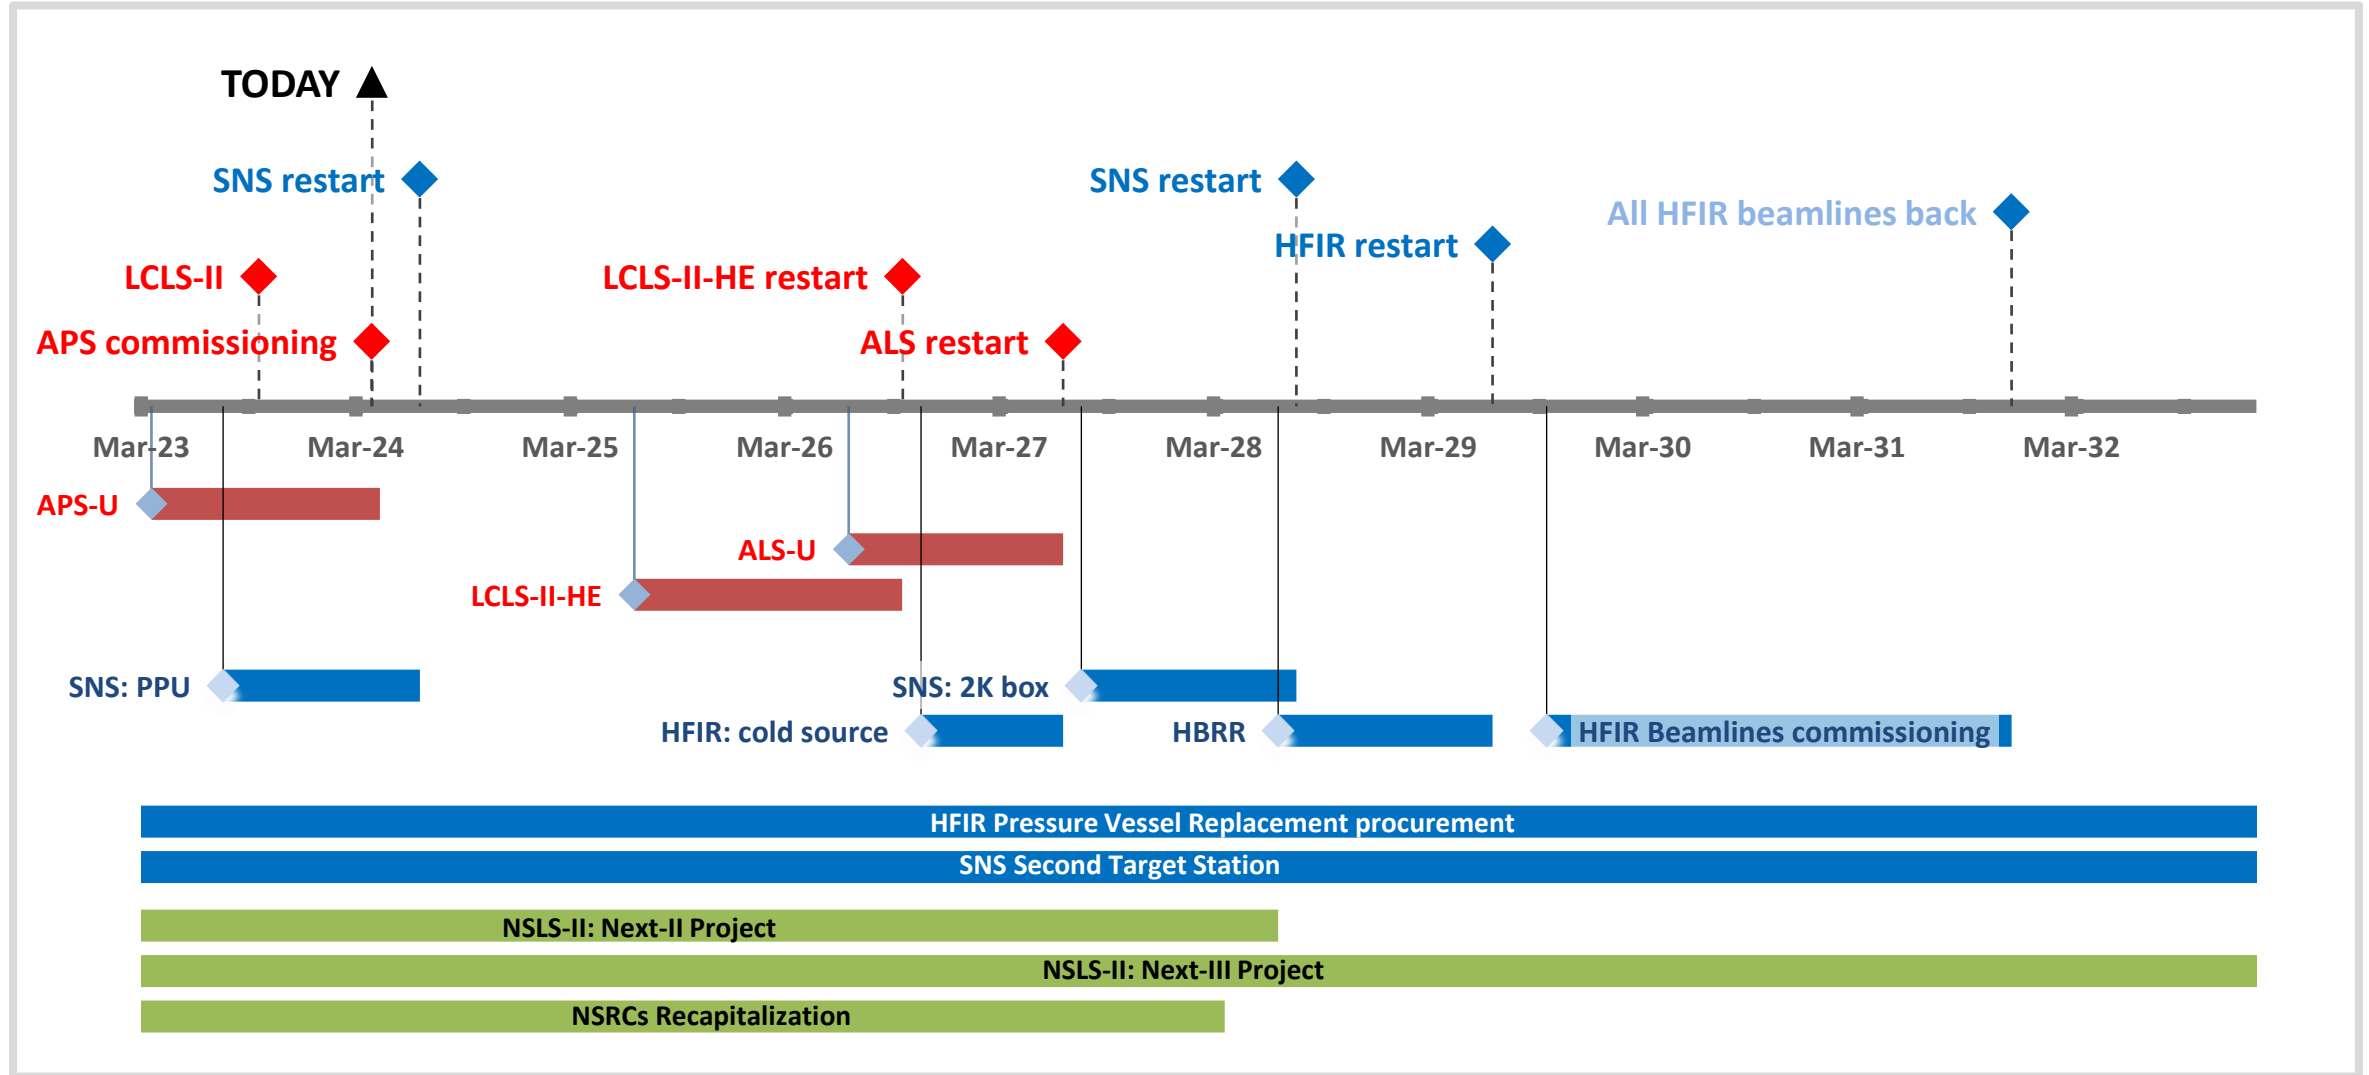 TODAY
SNS restart
SNS restart
All HFIR beamlines back
HFIR restart
LCLS-II
LCLS-II-HE restart
APS commissioning
ALS restart
Mar-23
Mar-24
Mar-25
Mar-26
Mar-27
Mar-28
Mar-29
Mar-30
Mar-31
Mar-32
APS-U
ALS-U
LCLS-II-HE
SNS: PPU
SNS: 2K box
HFIR: cold source
HBRR
HFIR Beamlines commissioning
HFIR Pressure Vessel Replacement procurement
SNS Second Target Station
NSLS-II: Next-II Project
NSLS-II: Next-III Project
NSRCs Recapitalization